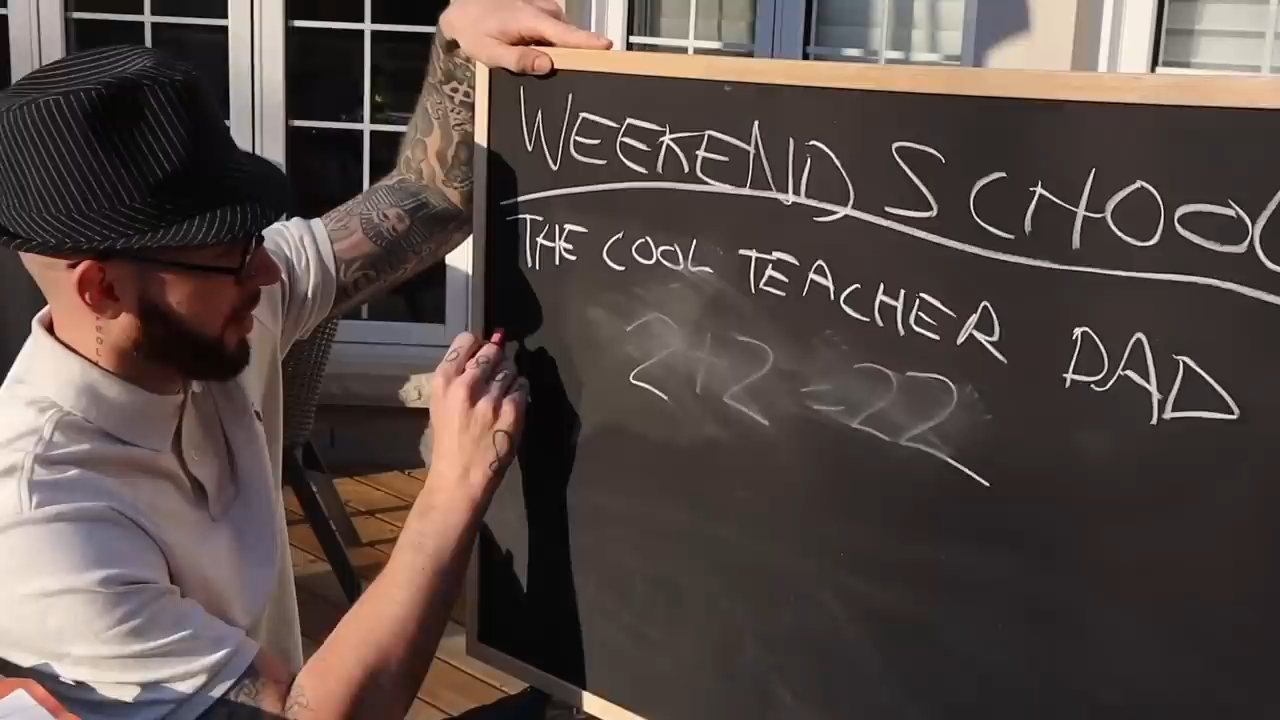 WEEKEND SCHOO
THE COOL TEACHER DAD
2+2=22